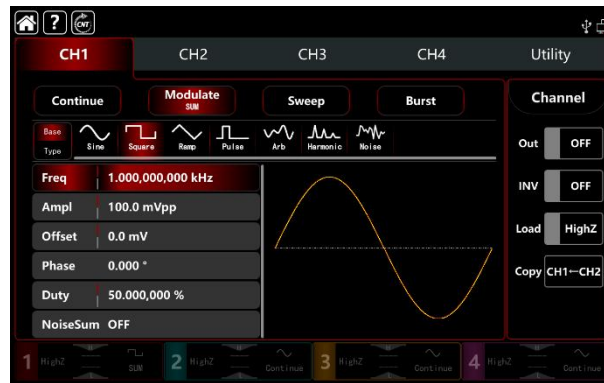 ? CNT
CH1 CH2 CH3 CH4 Utility
Continue Modulate SUM Sweep Burst Channel
Base Type Sine Square Ramp Pulse Arb Harmonic Noise
Out OFF
Freq 1.000,000,000 kHz
Ampl 100.0 mVpp
INV OFF
Offset 0.0 mV
Load HighZ
Phase 0.000 °
Duty 50.000,000 %
Copy CH1←CH2
NoiseSum OFF
1 HighZ SUM 2 HighZ Continue 3 HighZ Continue 4 HighZ Continue